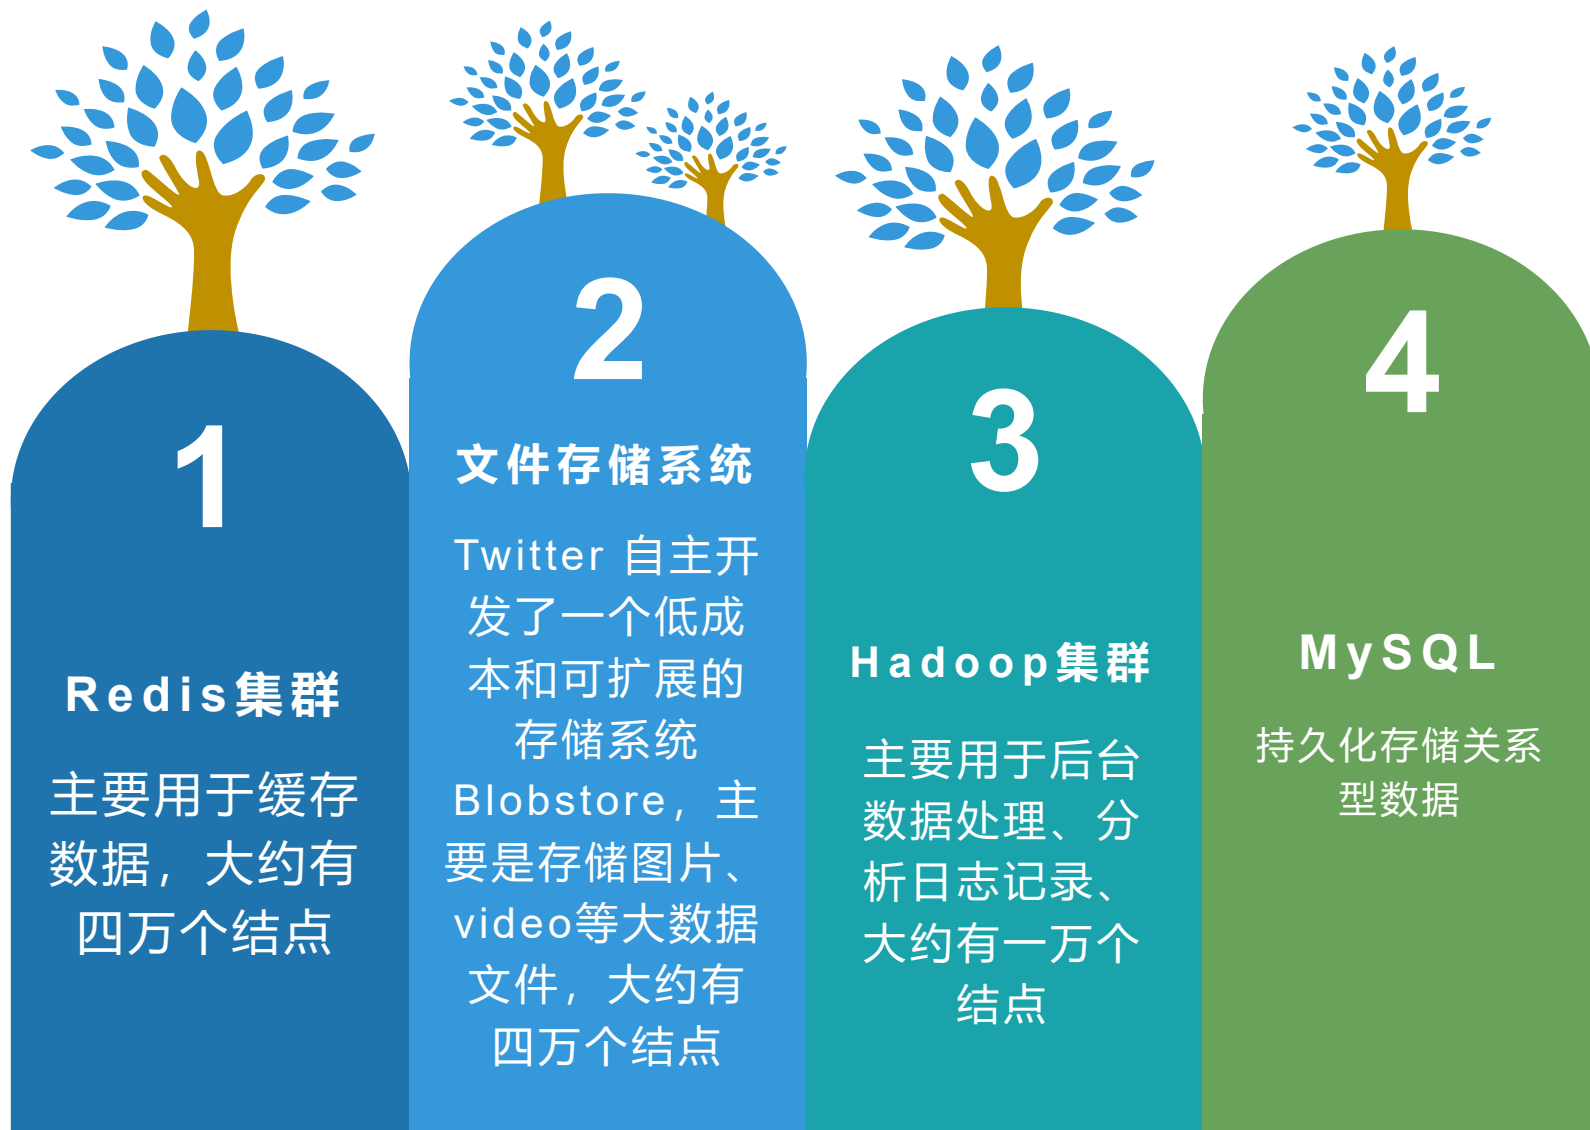 1
Redis集群
主要用于缓存
数据，大约有
四万个结点
2
文件存储系统
Twitter 自主开
发了一个低成
本和可扩展的
存储系统
Blobstore，主
要是存储图片、
video等大数据
文件，大约有
四万个结点
3
Hadoop集群
主要用于后台
数据处理、分
析日志记录、
大约有一万个
结点
4
MySQL
持久化存储关系
型数据